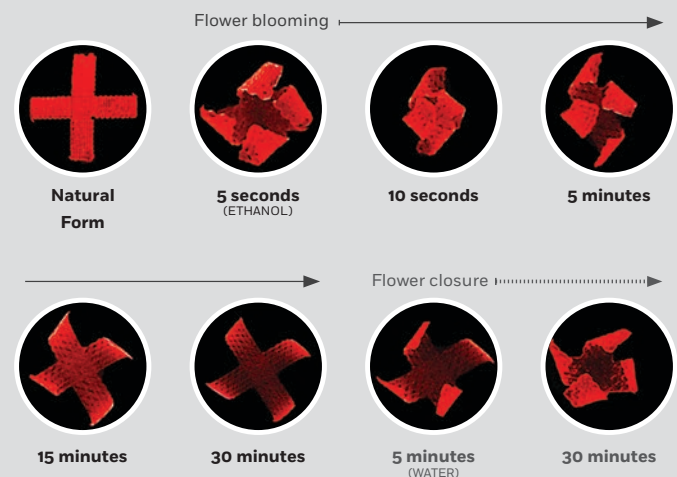 Flower blooming
Natural
Form
5 seconds
(ETHANOL)
10 seconds
5 minutes
Flower closure
15 minutes
30 minutes
5 minutes
(WATER)
30 minutes